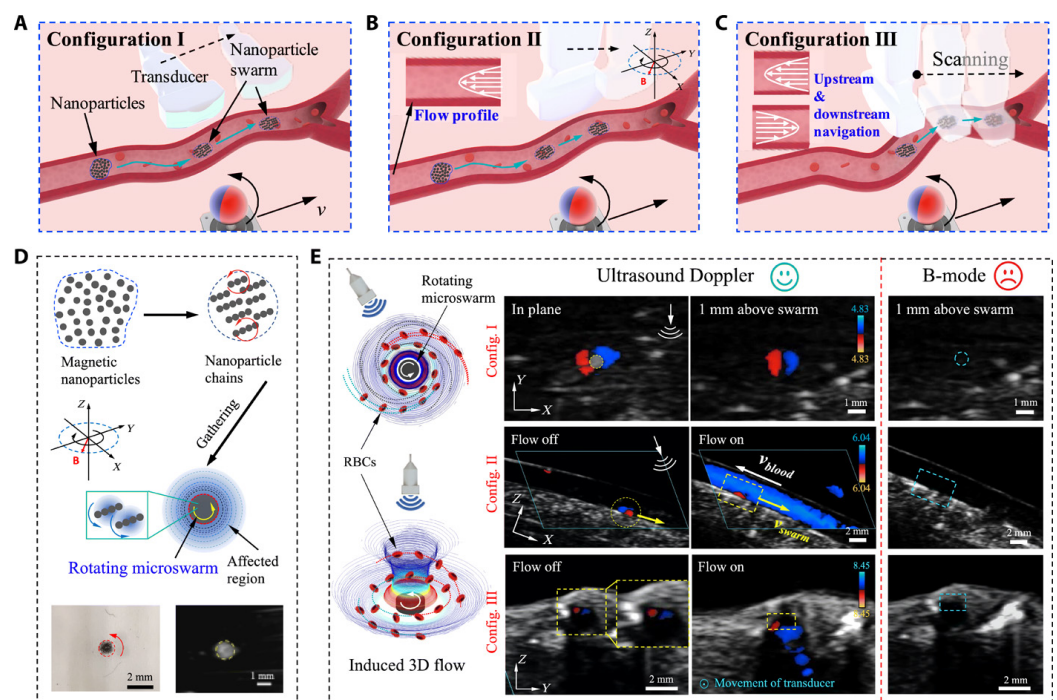 A
Configuration I
Transducer
Nanoparticle
swarm
Nanoparticles
v
B
Configuration II
Flow profile
Z
Y
B
X
C
Configuration III
Scanning
Upstream
&
downstream
navigation
D
Magnetic
nanoparticles
Nanoparticle
chains
Gathering
Z
Y
B
X
Rotating microswarm
Affected
region
2 mm
1 mm
E
Ultrasound Doppler
B-mode
Rotating
microswarm
RBCs
Induced 3D flow
Config. I
In plane
Y
X
1 mm above swarm
4.83
4.83
1 mm
1 mm above swarm
1 mm
Config. II
Flow off
Z
X
Flow on
vblood
vswarm
6.04
6.04
2 mm
2 mm
Config. III
Flow off
Z
Y
Flow on
8.45
8.45
Movement of transducer
2 mm